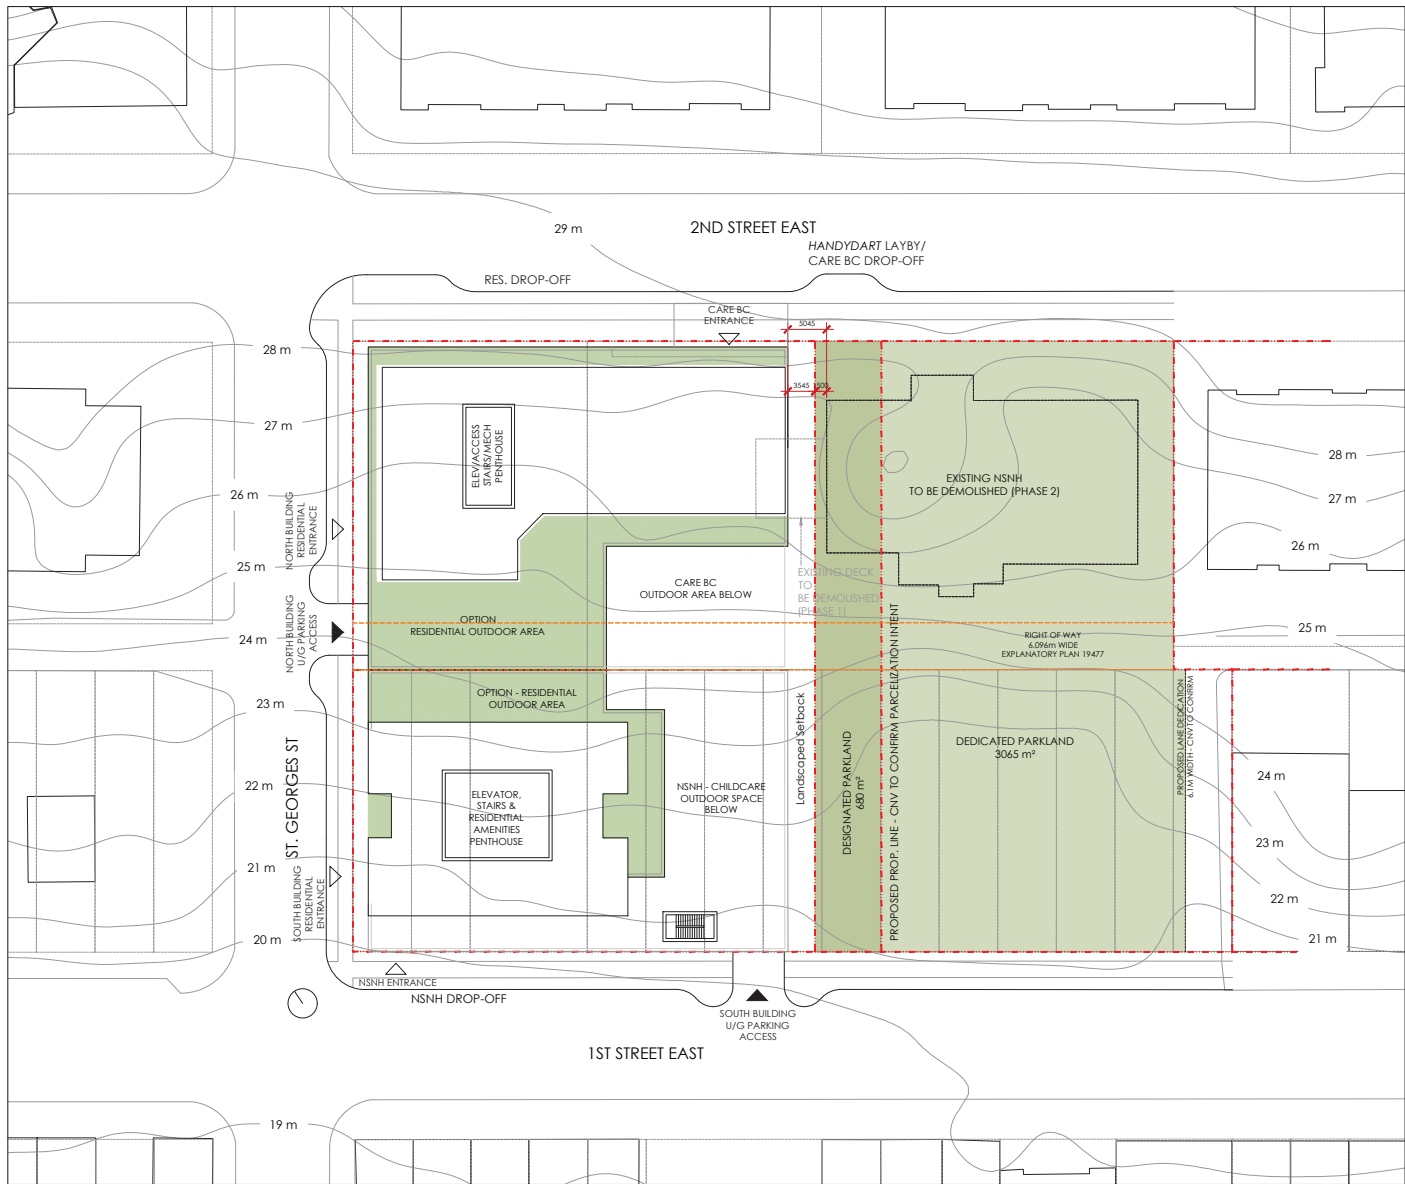 29 m
2ND STREET EAST
HANDYDART LAYBY/
CARE BC DROP-OFF
RES. DROP-OFF
CARE BC
ENTRANCE
5045
28 m
3545
500
27 m
ELEV/ACCESS
STAIRS/MECH
PENTHOUSE
28 m
EXISTING NSNH
TO BE DEMOLISHED (PHASE 2)
26 m
27 m
NORTH BUILDING
RESIDENTIAL
ENTRANCE
26 m
25 m
EXISTING DECK
TO
BE DEMOLISHED
(PHASE 1)
CARE BC
OUTDOOR AREA BELOW
NORTH BUILDING
U/G PARKING
ACCESS
OPTION
RESIDENTIAL OUTDOOR AREA
25 m
24 m
RIGHT OF WAY
6.096m WIDE
EXPLANATORY PLAN 19477
OPTION - RESIDENTIAL
OUTDOOR AREA
23 m
Landscaped Setback
DESIGNATED PARKLAND
680 m²
PROPOSED PROP. LINE - CNV TO CONFIRM PARCELIZATION INTENT
DEDICATED PARKLAND
3065 m²
PROPOSED LANE DEDICATION
6.1M WIDTH - CNV TO CONFIRM
24 m
ST. GEORGES ST
22 m
ELEVATOR,
STAIRS &
RESIDENTIAL
AMENITIES
PENTHOUSE
NSNH - CHILDCARE
OUTDOOR SPACE
BELOW
23 m
21 m
SOUTH BUILDING
RESIDENTIAL
ENTRANCE
22 m
20 m
21 m
NSNH ENTRANCE
NSNH DROP-OFF
SOUTH BUILDING
U/G PARKING
ACCESS
1ST STREET EAST
19 m